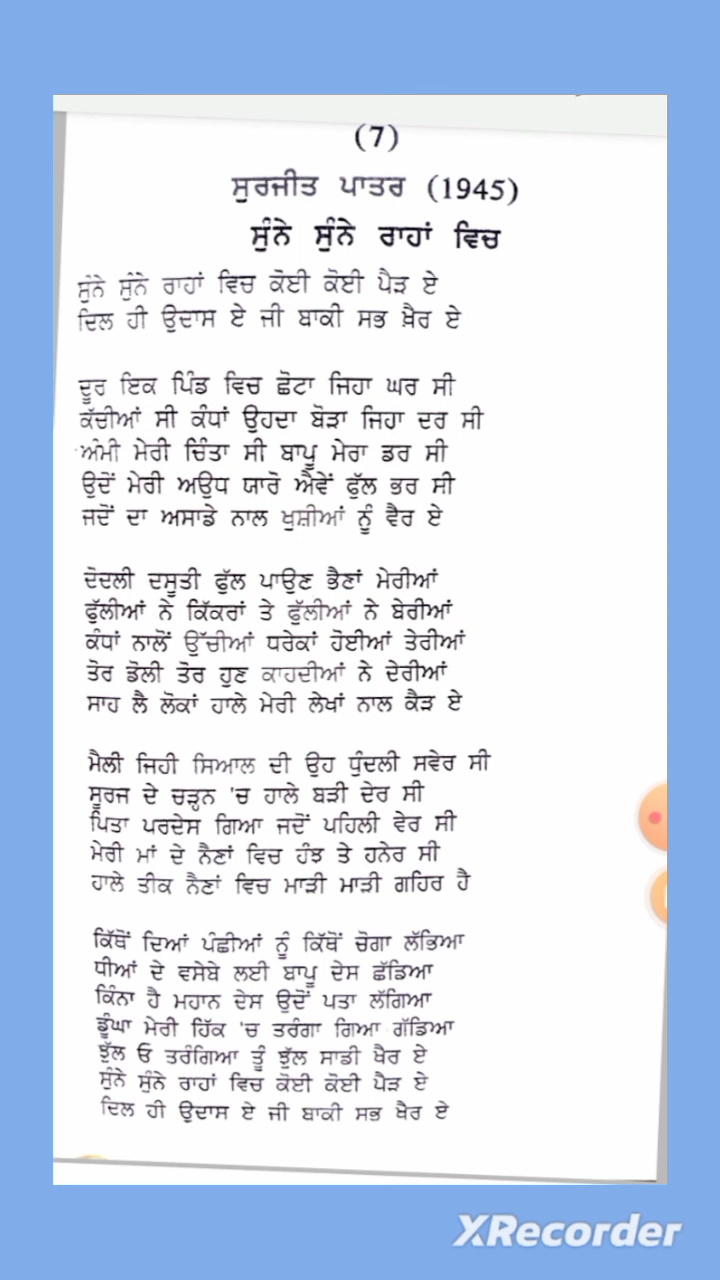 (7)
ਸੁਰਜੀਤ ਪਾਤਰ (1945)
ਸੁੰਨੇ ਸੁੰਨੇ ਰਾਹਾਂ ਵਿਚ
ਸੁੰਨੇ ਸੁੰਨੇ ਰਾਹਾਂ ਵਿਚ ਕੋਈ ਕੋਈ ਪੈੜ ਏ
ਦਿਲ ਹੀ ਉਦਾਸ ਏ ਜੀ ਬਾਕੀ ਸਭ ਖ਼ੈਰ ਏ
ਦੂਰ ਇਕ ਪਿੰਡ ਵਿਚ ਛੋਟਾ ਜਿਹਾ ਘਰ ਸੀ
ਕੱਚੀਆਂ ਸੀ ਕੰਧਾਂ ਉਹਦਾ ਬੋੜਾ ਜਿਹਾ ਦਰ ਸੀ
ਅੰਮੀ ਮੇਰੀ ਚਿੰਤਾ ਸੀ ਬਾਪੂ ਮੇਰਾ ਡਰ ਸੀ
ਉਦੋਂ ਮੇਰੀ ਅਉਧ ਯਾਰੋ ਐਵੇਂ ਫੁੱਲ ਭਰ ਸੀ
ਜਦੋਂ ਦਾ ਅਸਾਡੇ ਨਾਲ ਖੁਸ਼ੀਆਂ ਨੂੰ ਵੈਰ ਏ
ਦੋਦਲੀ ਦਸੂਤੀ ਫੁੱਲ ਪਾਉਣ ਭੈਣਾਂ ਮੇਰੀਆਂ
ਫੁੱਲੀਆਂ ਨੇ ਕਿੱਕਰਾਂ ਤੇ ਫੁੱਲੀਆਂ ਨੇ ਬੇਰੀਆਂ
ਕੰਧਾਂ ਨਾਲੋਂ ਉੱਚੀਆਂ ਧਰੇਕਾਂ ਹੋਈਆਂ ਤੇਰੀਆਂ
ਤੋਰ ਡੋਲੀ ਤੋਰ ਹੁਣ ਕਾਹਦੀਆਂ ਨੇ ਦੇਰੀਆਂ
ਸਾਹ ਲੈ ਲੋਕਾਂ ਹਾਲੇ ਮੇਰੀ ਲੇਖਾਂ ਨਾਲ ਕੈੜ ਏ
ਮੈਲੀ ਜਿਹੀ ਸਿਆਲ ਦੀ ਉਹ ਧੁੰਦਲੀ ਸਵੇਰ ਸੀ
ਸੂਰਜ ਦੇ ਚੜ੍ਹਨ 'ਚ ਹਾਲੇ ਬੜੀ ਦੇਰ ਸੀ
ਪਿਤਾ ਪਰਦੇਸ ਗਿਆ ਜਦੋਂ ਪਹਿਲੀ ਵੇਰ ਸੀ
ਮੇਰੀ ਮਾਂ ਦੇ ਨੈਣਾਂ ਵਿਚ ਹੰਝ ਤੇ ਹਨੇਰ ਸੀ
ਹਾਲੇ ਤੀਕ ਨੈਣਾਂ ਵਿਚ ਮਾੜੀ ਮਾੜੀ ਗਹਿਰ ਹੈ
ਕਿੱਥੋਂ ਦਿਆਂ ਪੰਛੀਆਂ ਨੂੰ ਕਿੱਥੋਂ ਚੋਗਾ ਲੱਭਿਆ
ਧੀਆਂ ਦੇ ਵਸੇਬੇ ਲਈ ਬਾਪੂ ਦੇਸ ਛੱਡਿਆ
ਕਿੰਨਾ ਹੈ ਮਹਾਨ ਦੇਸ ਉਦੋਂ ਪਤਾ ਲੱਗਿਆ
ਡੂੰਘਾ ਮੇਰੀ ਹਿੱਕ 'ਚ ਤਰੰਗਾ ਗਿਆ ਗੱਡਿਆ
ਝੁੱਲ ਓ ਤਰੰਗਿਆ ਤੂੰ ਝੁੱਲ ਸਾਡੀ ਖੈਰ ਏ
ਸੁੰਨੇ ਸੁੰਨੇ ਰਾਹਾਂ ਵਿਚ ਕੋਈ ਕੋਈ ਪੈੜ ਏ
ਦਿਲ ਹੀ ਉਦਾਸ ਏ ਜੀ ਬਾਕੀ ਸਭ ਖੈਰ ਏ
XRecorder